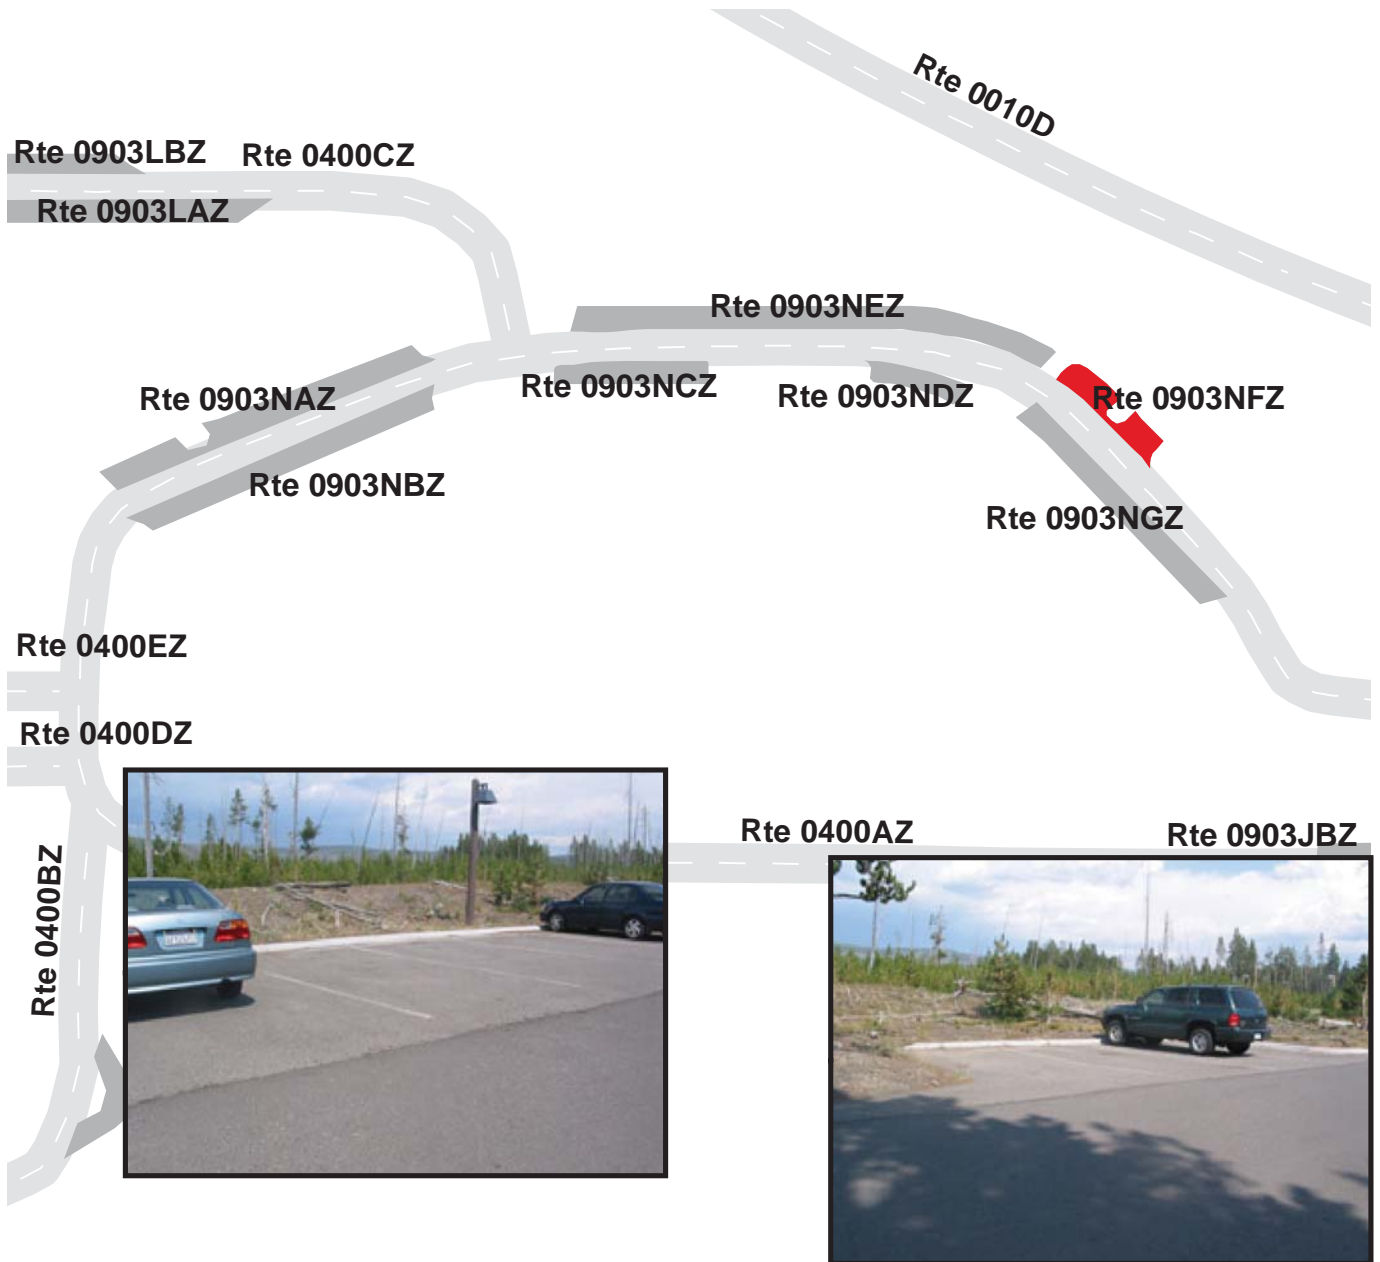 Rte 0010D
Rte 0903LBZ
Rte 0400CZ
Rte 0903LAZ
Rte 0903NEZ
Rte 0903NAZ
Rte 0903NCZ
Rte 0903NDZ
Rte 0903NFZ
Rte 0903NBZ
Rte 0903NGZ
Rte 0400EZ
Rte 0400DZ
Rte 0400AZ
Rte 0903JBZ
Rte 0400BZ